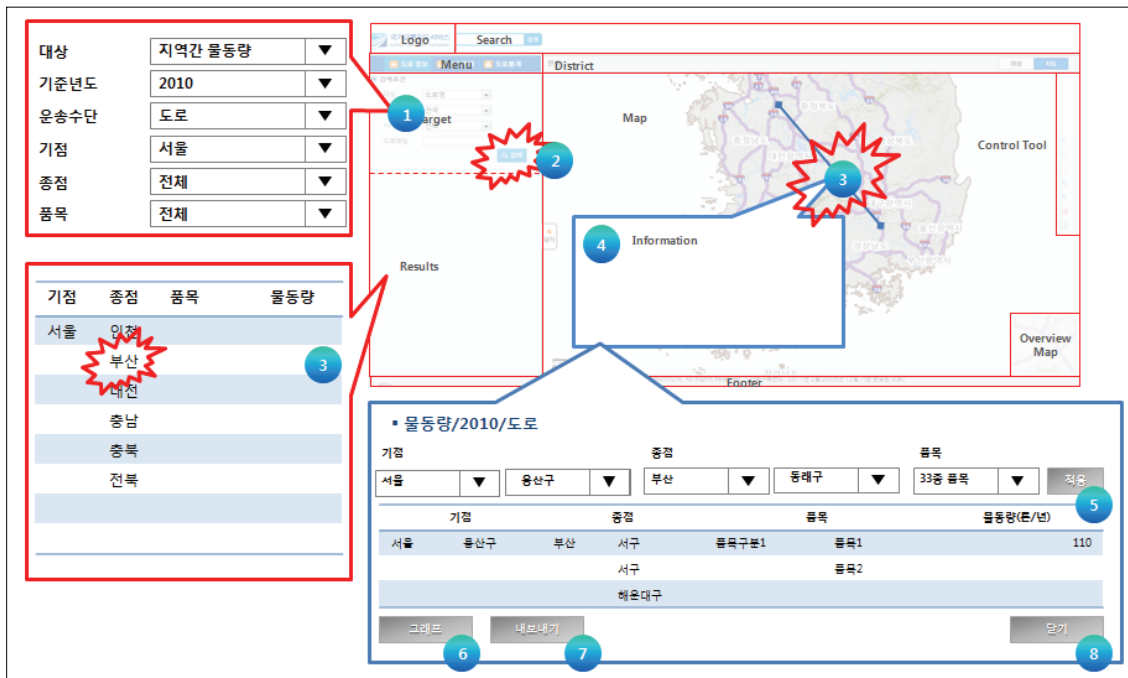 대상 지역간 물동량 ▼
기준년도 2010 ▼
운송수단 도로 ▼
기점 서울 ▼
종점 전체 ▼
품목 전체 ▼
Logo Search
Menu District
1 arget
Map
Control Tool
2
3
4 Information
Results
Overview
Map
Footer
기점 종점 품목 물동량
서울 인천
부산 3
대전
충남
충북
전북
▪ 물동량/2010/도로
기점 종점 품목
서울 ▼ 용산구 ▼ 부산 ▼ 동래구 ▼ 33종 품목 ▼ 적용
5
기점 종점 품목 물동량(톤/년)
서울 용산구 부산 서구 품목구분1 품목1 110
서구 품목2
해운대구
그래프 내보내기 닫기
6 7 8